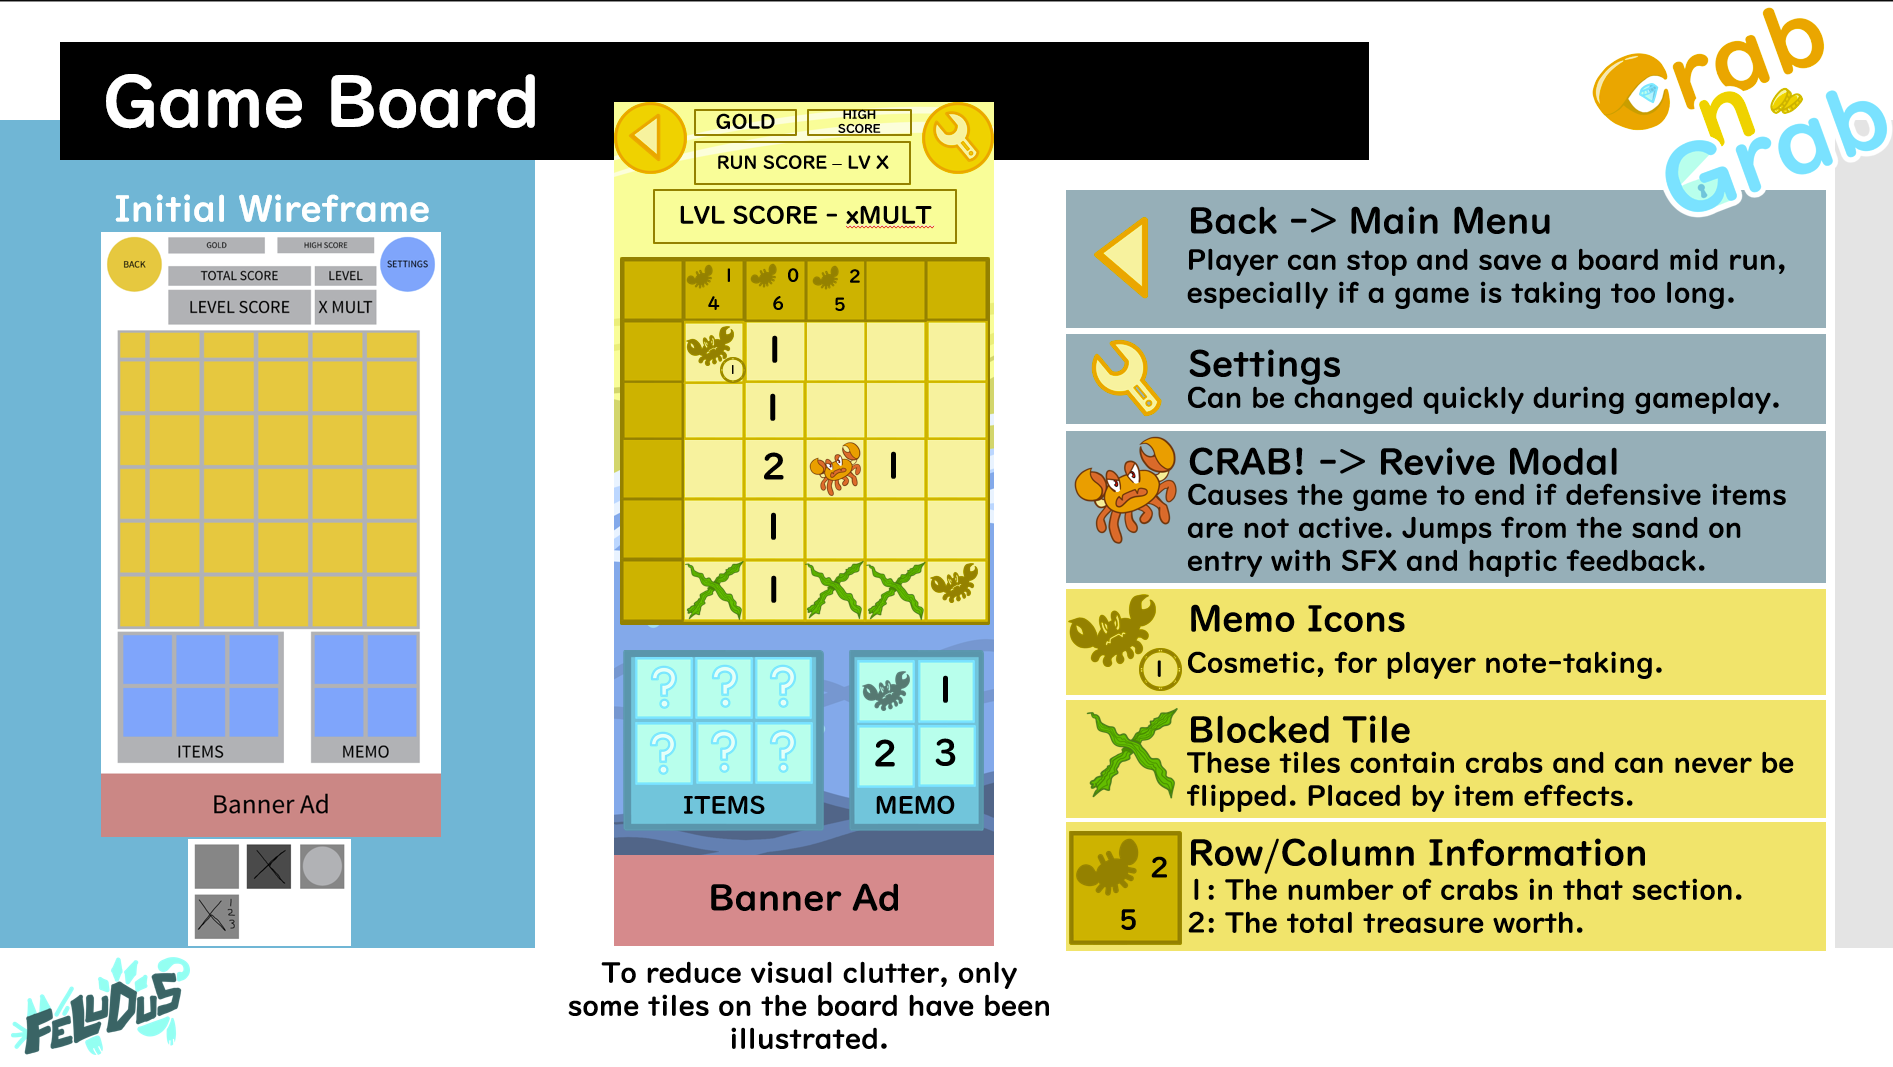 Game Board
Crab
n
Grab
Initial Wireframe
BACK
GOLD
HIGH SCORE
SETTINGS
TOTAL SCORE
LEVEL
LEVEL SCORE
X MULT
ITEMS
MEMO
Banner Ad
1
2
3
GOLD
HIGH
SCORE
RUN SCORE – LV X
LVL SCORE - xMULT
1
4
0
6
2
5
1
1
1
2
1
1
1
? ? ?
? ? ?
ITEMS
1
2 3
MEMO
Banner Ad
To reduce visual clutter, only
some tiles on the board have been
illustrated.
Back -> Main Menu
Player can stop and save a board mid run,
especially if a game is taking too long.
Settings
Can be changed quickly during gameplay.
CRAB! -> Revive Modal
Causes the game to end if defensive items
are not active. Jumps from the sand on
entry with SFX and haptic feedback.
1
Memo Icons
Cosmetic, for player note-taking.
Blocked Tile
These tiles contain crabs and can never be
flipped. Placed by item effects.
2
5
Row/Column Information
1: The number of crabs in that section.
2: The total treasure worth.
FELUDUS